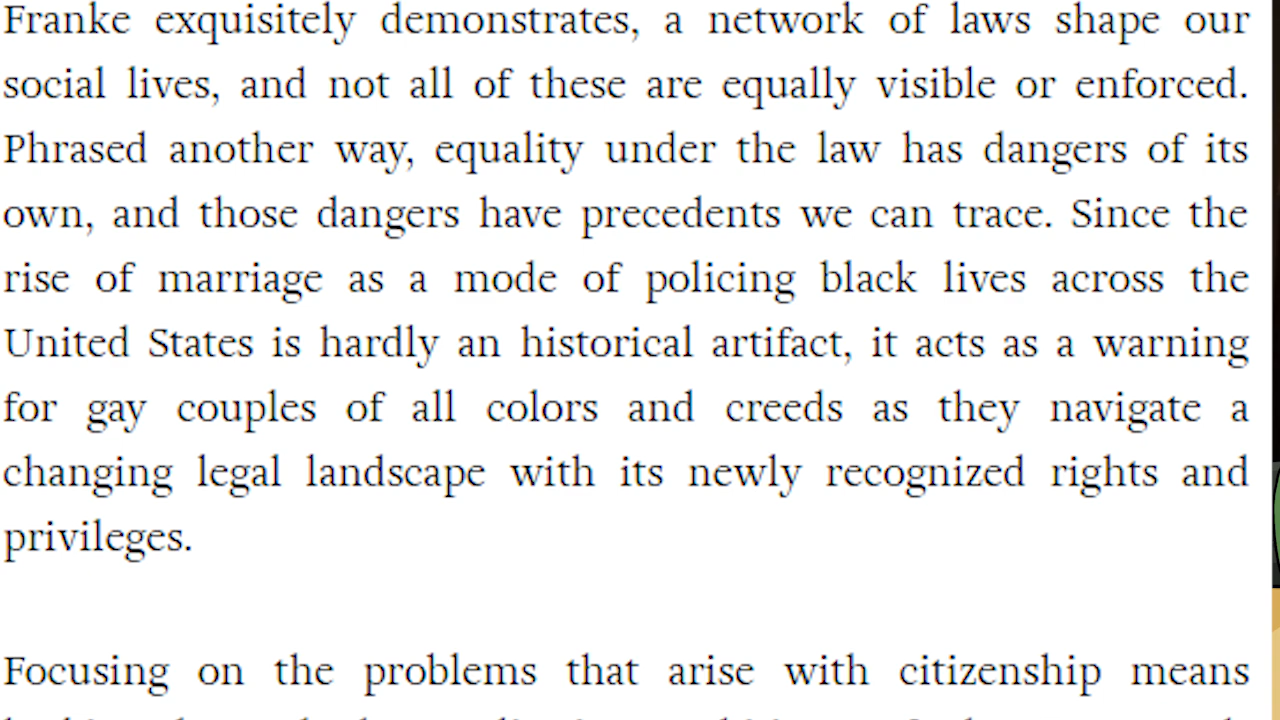 Franke exquisitely demonstrates, a network of laws shape our
social lives, and not all of these are equally visible or enforced.
Phrased another way, equality under the law has dangers of its
own, and those dangers have precedents we can trace. Since the
rise of marriage as a mode of policing black lives across the
United States is hardly an historical artifact, it acts as a warning
for gay couples of all colors and creeds as they navigate a
changing legal landscape with its newly recognized rights and
privileges.
Focusing on the problems that arise with citizenship means